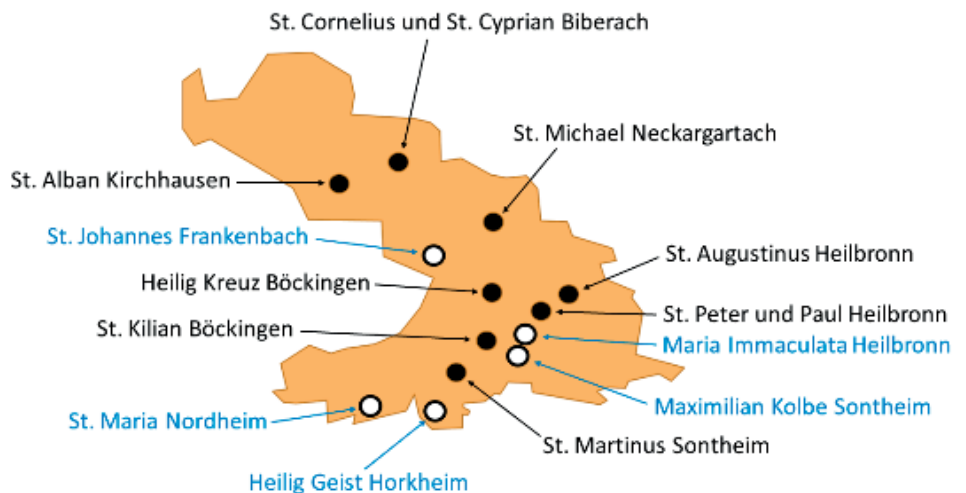 St. Cornelius und St. Cyprian Biberach
St. Michael Neckargartach
St. Alban Kirchhausen
St. Johannes Frankenbach
St. Augustinus Heilbronn
Heilig Kreuz Böckingen
St. Peter und Paul Heilbronn
St. Kilian Böckingen
Maria Immaculata Heilbronn
Maximilian Kolbe Sontheim
St. Maria Nordheim
St. Martinus Sontheim
Heilig Geist Horkheim